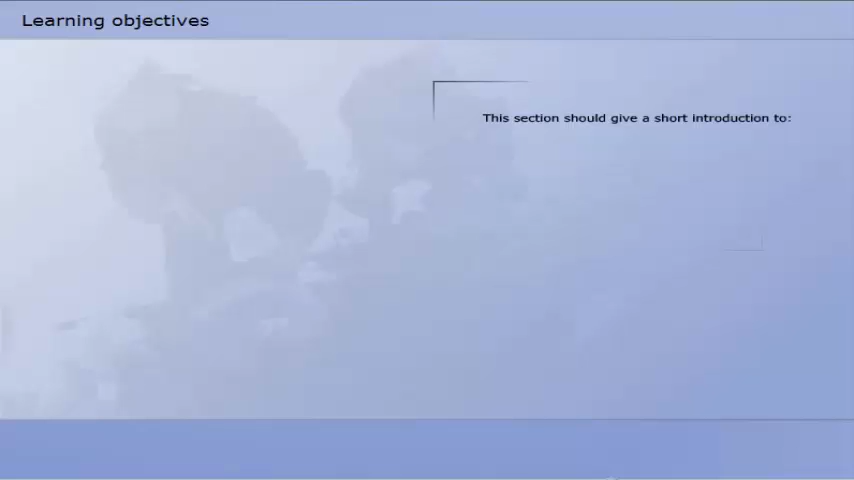 Learning objectives
This section should give a short introduction to: